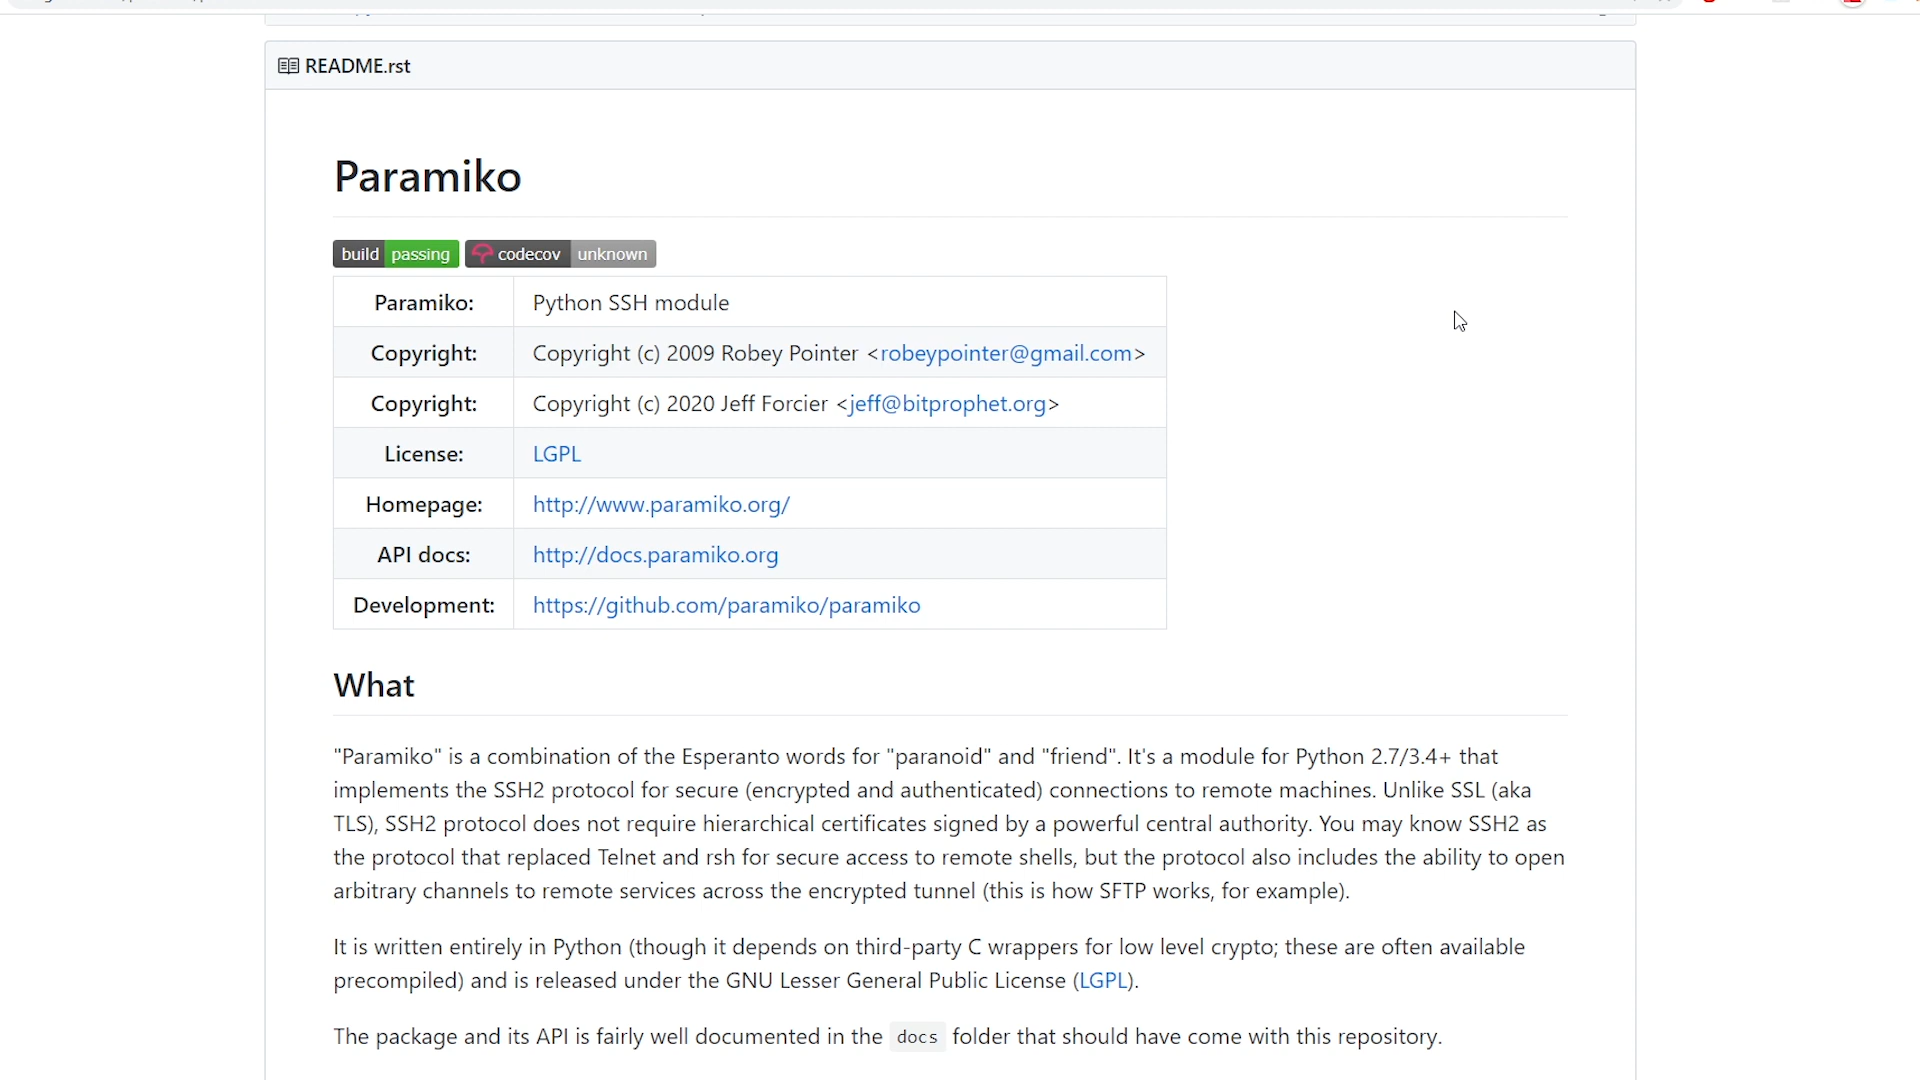 README.rst
Paramiko
build passing codecov unknown
Paramiko: Python SSH module
Copyright: Copyright (c) 2009 Robey Pointer <robeypointer@gmail.com>
Copyright: Copyright (c) 2020 Jeff Forcier <jeff@bitprophet.org>
License: LGPL
Homepage: http://www.paramiko.org/
API docs: http://docs.paramiko.org
Development: https://github.com/paramiko/paramiko
What
"Paramiko" is a combination of the Esperanto words for "paranoid" and "friend". It's a module for Python 2.7/3.4+ that
implements the SSH2 protocol for secure (encrypted and authenticated) connections to remote machines. Unlike SSL (aka
TLS), SSH2 protocol does not require hierarchical certificates signed by a powerful central authority. You may know SSH2 as
the protocol that replaced Telnet and rsh for secure access to remote shells, but the protocol also includes the ability to open
arbitrary channels to remote services across the encrypted tunnel (this is how SFTP works, for example).
It is written entirely in Python (though it depends on third-party C wrappers for low level crypto; these are often available
precompiled) and is released under the GNU Lesser General Public License (LGPL).
The package and its API is fairly well documented in the docs folder that should have come with this repository.